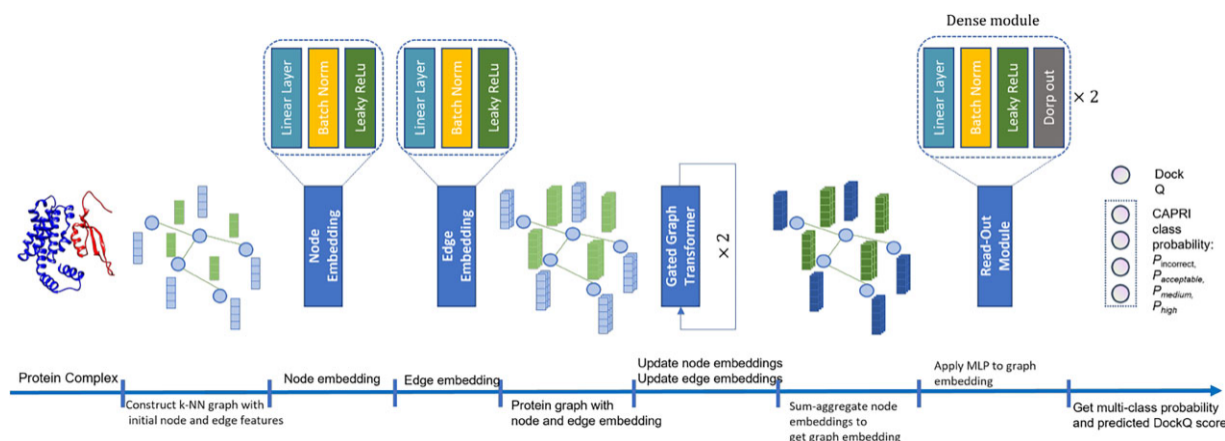 Dense module
Linear Layer
Batch Norm
Leaky ReLu
Linear Layer
Batch Norm
Leaky ReLu
Linear Layer
Batch Norm
Leaky ReLu
Dorp out
× 2
Node
Embedding
Edge
Embedding
Gated Graph
Transformer
× 2
Read-Out
Module
Dock
Q
CAPRI
class
probability:
Pincorrect,
Pacceptable,
Pmedium,
Phigh
Protein Complex
Construct k-NN graph with
initial node and edge features
Node embedding
Edge embedding
Protein graph with
node and edge embedding
Update node embeddings
Update edge embeddings
Sum-aggregate node
embeddings to
get graph embedding
Apply MLP to graph
embedding
Get multi-class probability
and predicted DockQ score